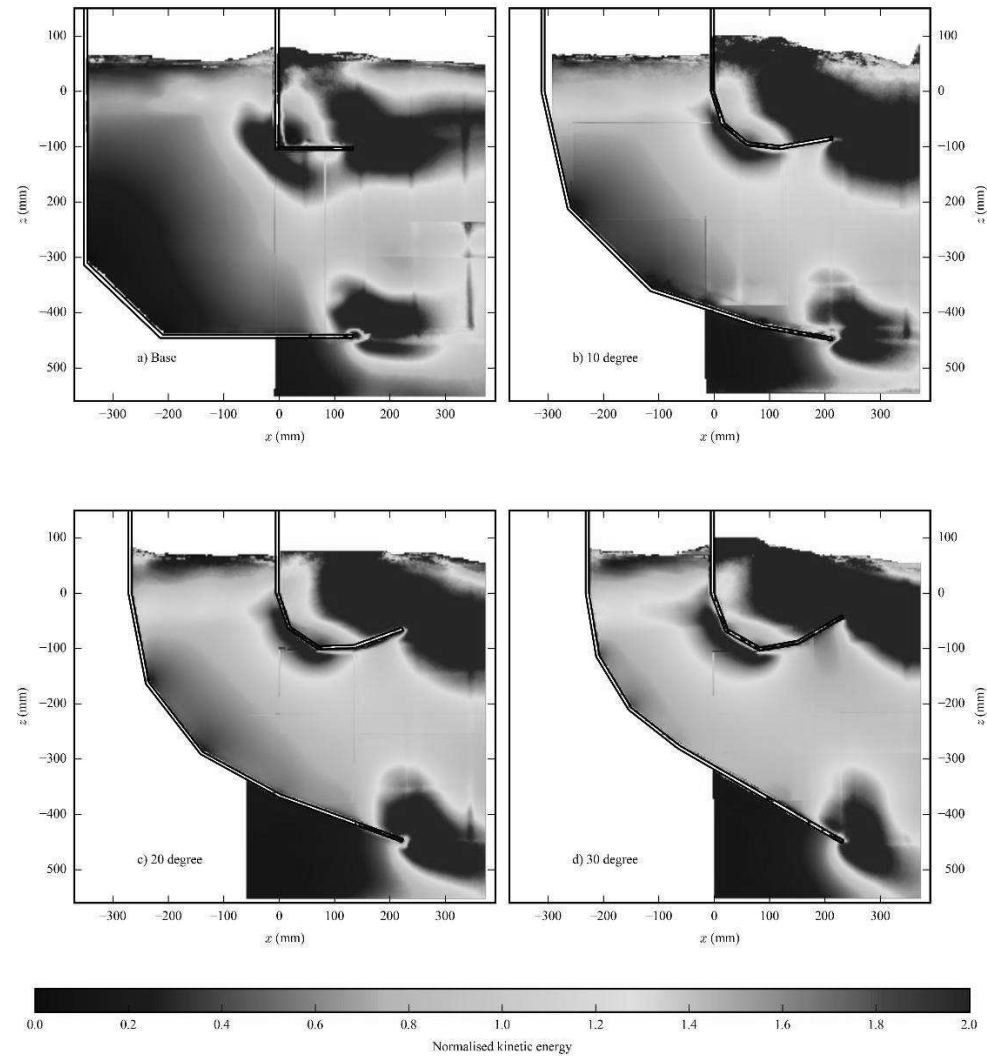 100
0
−100
−200
−300
−400
500
z (mm)
a) Base
−300 −200 −100 0 100 200 300
x (mm)
100
0
−100
−200
−300
−400
500
z (mm)
b) 10 degree
−300 −200 −100 0 100 200 300
x (mm)
100
0
−100
−200
−300
−400
500
z (mm)
c) 20 degree
−300 −200 −100 0 100 200 300
x (mm)
100
0
−100
−200
−300
−400
500
z (mm)
d) 30 degree
−300 −200 −100 0 100 200 300
x (mm)
0.0 0.2 0.4 0.6 0.8 1.0 1.2 1.4 1.6 1.8 2.0
Normalised kinetic energy